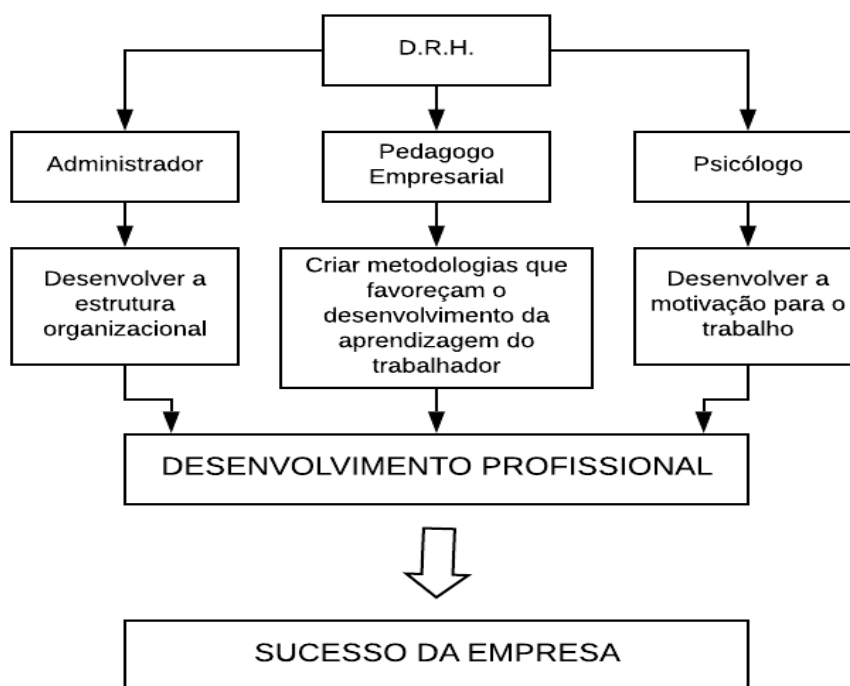 D.R.H.
Administrador
Pedagogo
Empresarial
Psicólogo
Desenvolver a
estrutura
organizacional
Criar metodologias que
favoreçam o
desenvolvimento da
aprendizagem do
trabalhador
Desenvolver a
motivação para o
trabalho
DESENVOLVIMENTO PROFISSIONAL
SUCESSO DA EMPRESA